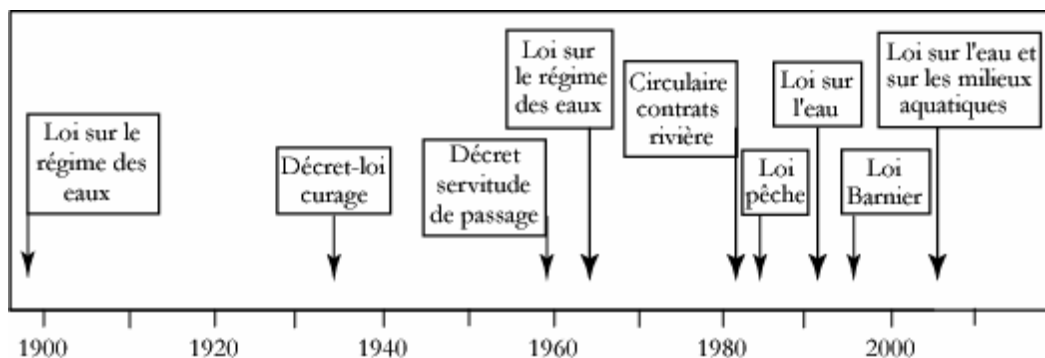 Loi sur le
régime des
eaux
Décret-loi
curage
Décret
servitude
de passage
Loi sur
le régime
des eaux
Circulaire
contrats
rivière
Loi
pêche
Loi sur
l'eau
Loi
Barnier
Loi sur l'eau et
sur les milieux
aquatiques
1900
1920
1940
1960
1980
2000